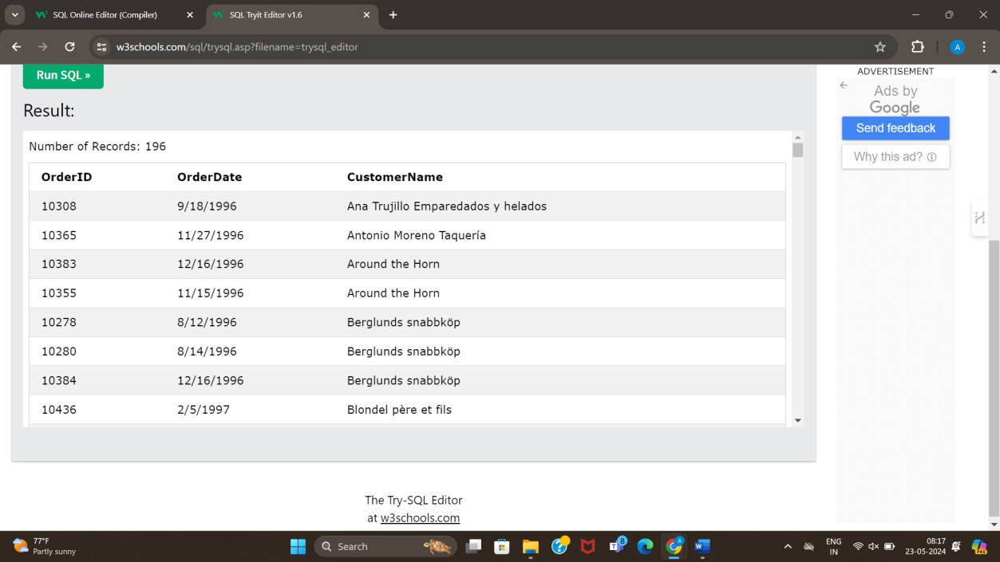 SQL Online Editor (Compiler)
SQL Tryit Editor v1.6
w3schools.com/sql/trysql.asp?filename=trysql_editor
A
Run SQL »
Result:
Number of Records: 196
OrderID OrderDate CustomerName
10308 9/18/1996 Ana Trujillo Emparedados y helados
10365 11/27/1996 Antonio Moreno Taquería
10383 12/16/1996 Around the Horn
10355 11/15/1996 Around the Horn
10278 8/12/1996 Berglunds snabbköp
10280 8/14/1996 Berglunds snabbköp
10384 12/16/1996 Berglunds snabbköp
10436 2/5/1997 Blondel père et fils
ADVERTISEMENT
Ads by
Google
Send feedback
Why this ad?
The Try-SQL Editor
at w3schools.com
77°F
Partly sunny
Search
8
A
ENG
IN
08:17
23-05-2024
PRE